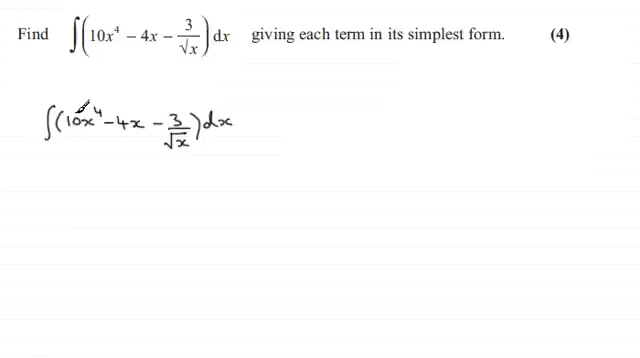 Find ∫(10x⁴ − 4x − 3/√x) dx giving each term in its simplest form. (4)
∫(10x⁴ − 4x − 3/√x) dx